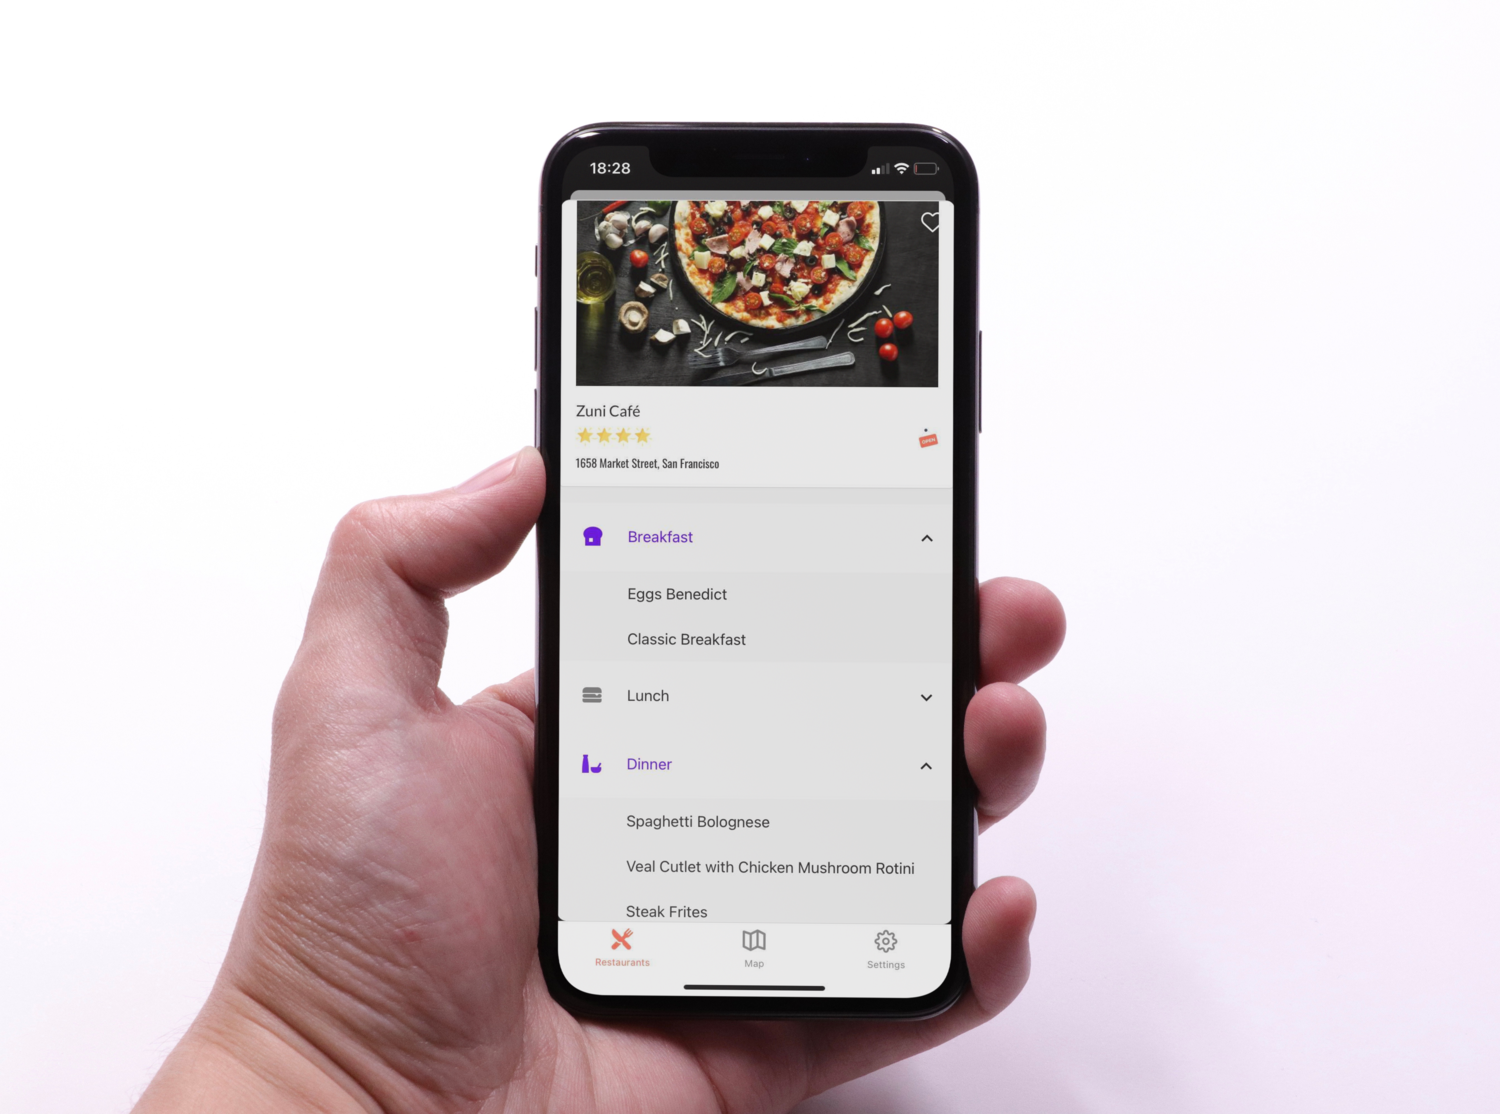 18:28
Zuni Café
1658 Market Street, San Francisco
OPEN
Breakfast
Eggs Benedict
Classic Breakfast
Lunch
Dinner
Spaghetti Bolognese
Veal Cutlet with Chicken Mushroom Rotini
Steak Frites
Restaurants
Map
Settings